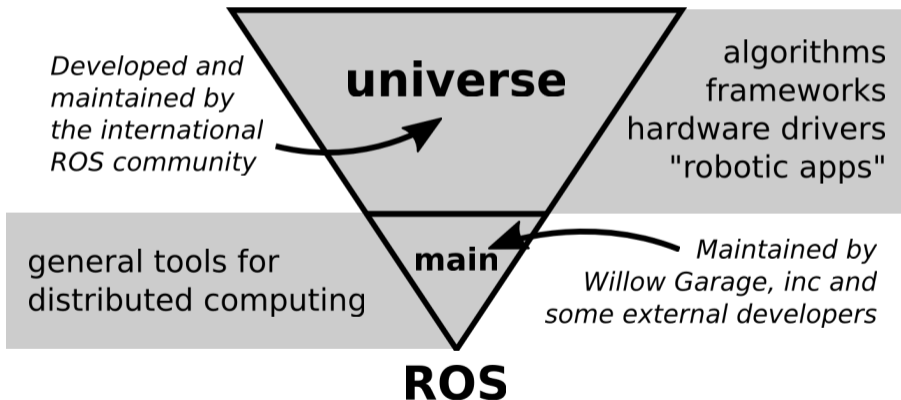 Developed and
maintained by
the international
ROS community
universe
algorithms
frameworks
hardware drivers
"robotic apps"
general tools for
distributed computing
main
Maintained by
Willow Garage, inc and
some external developers
ROS